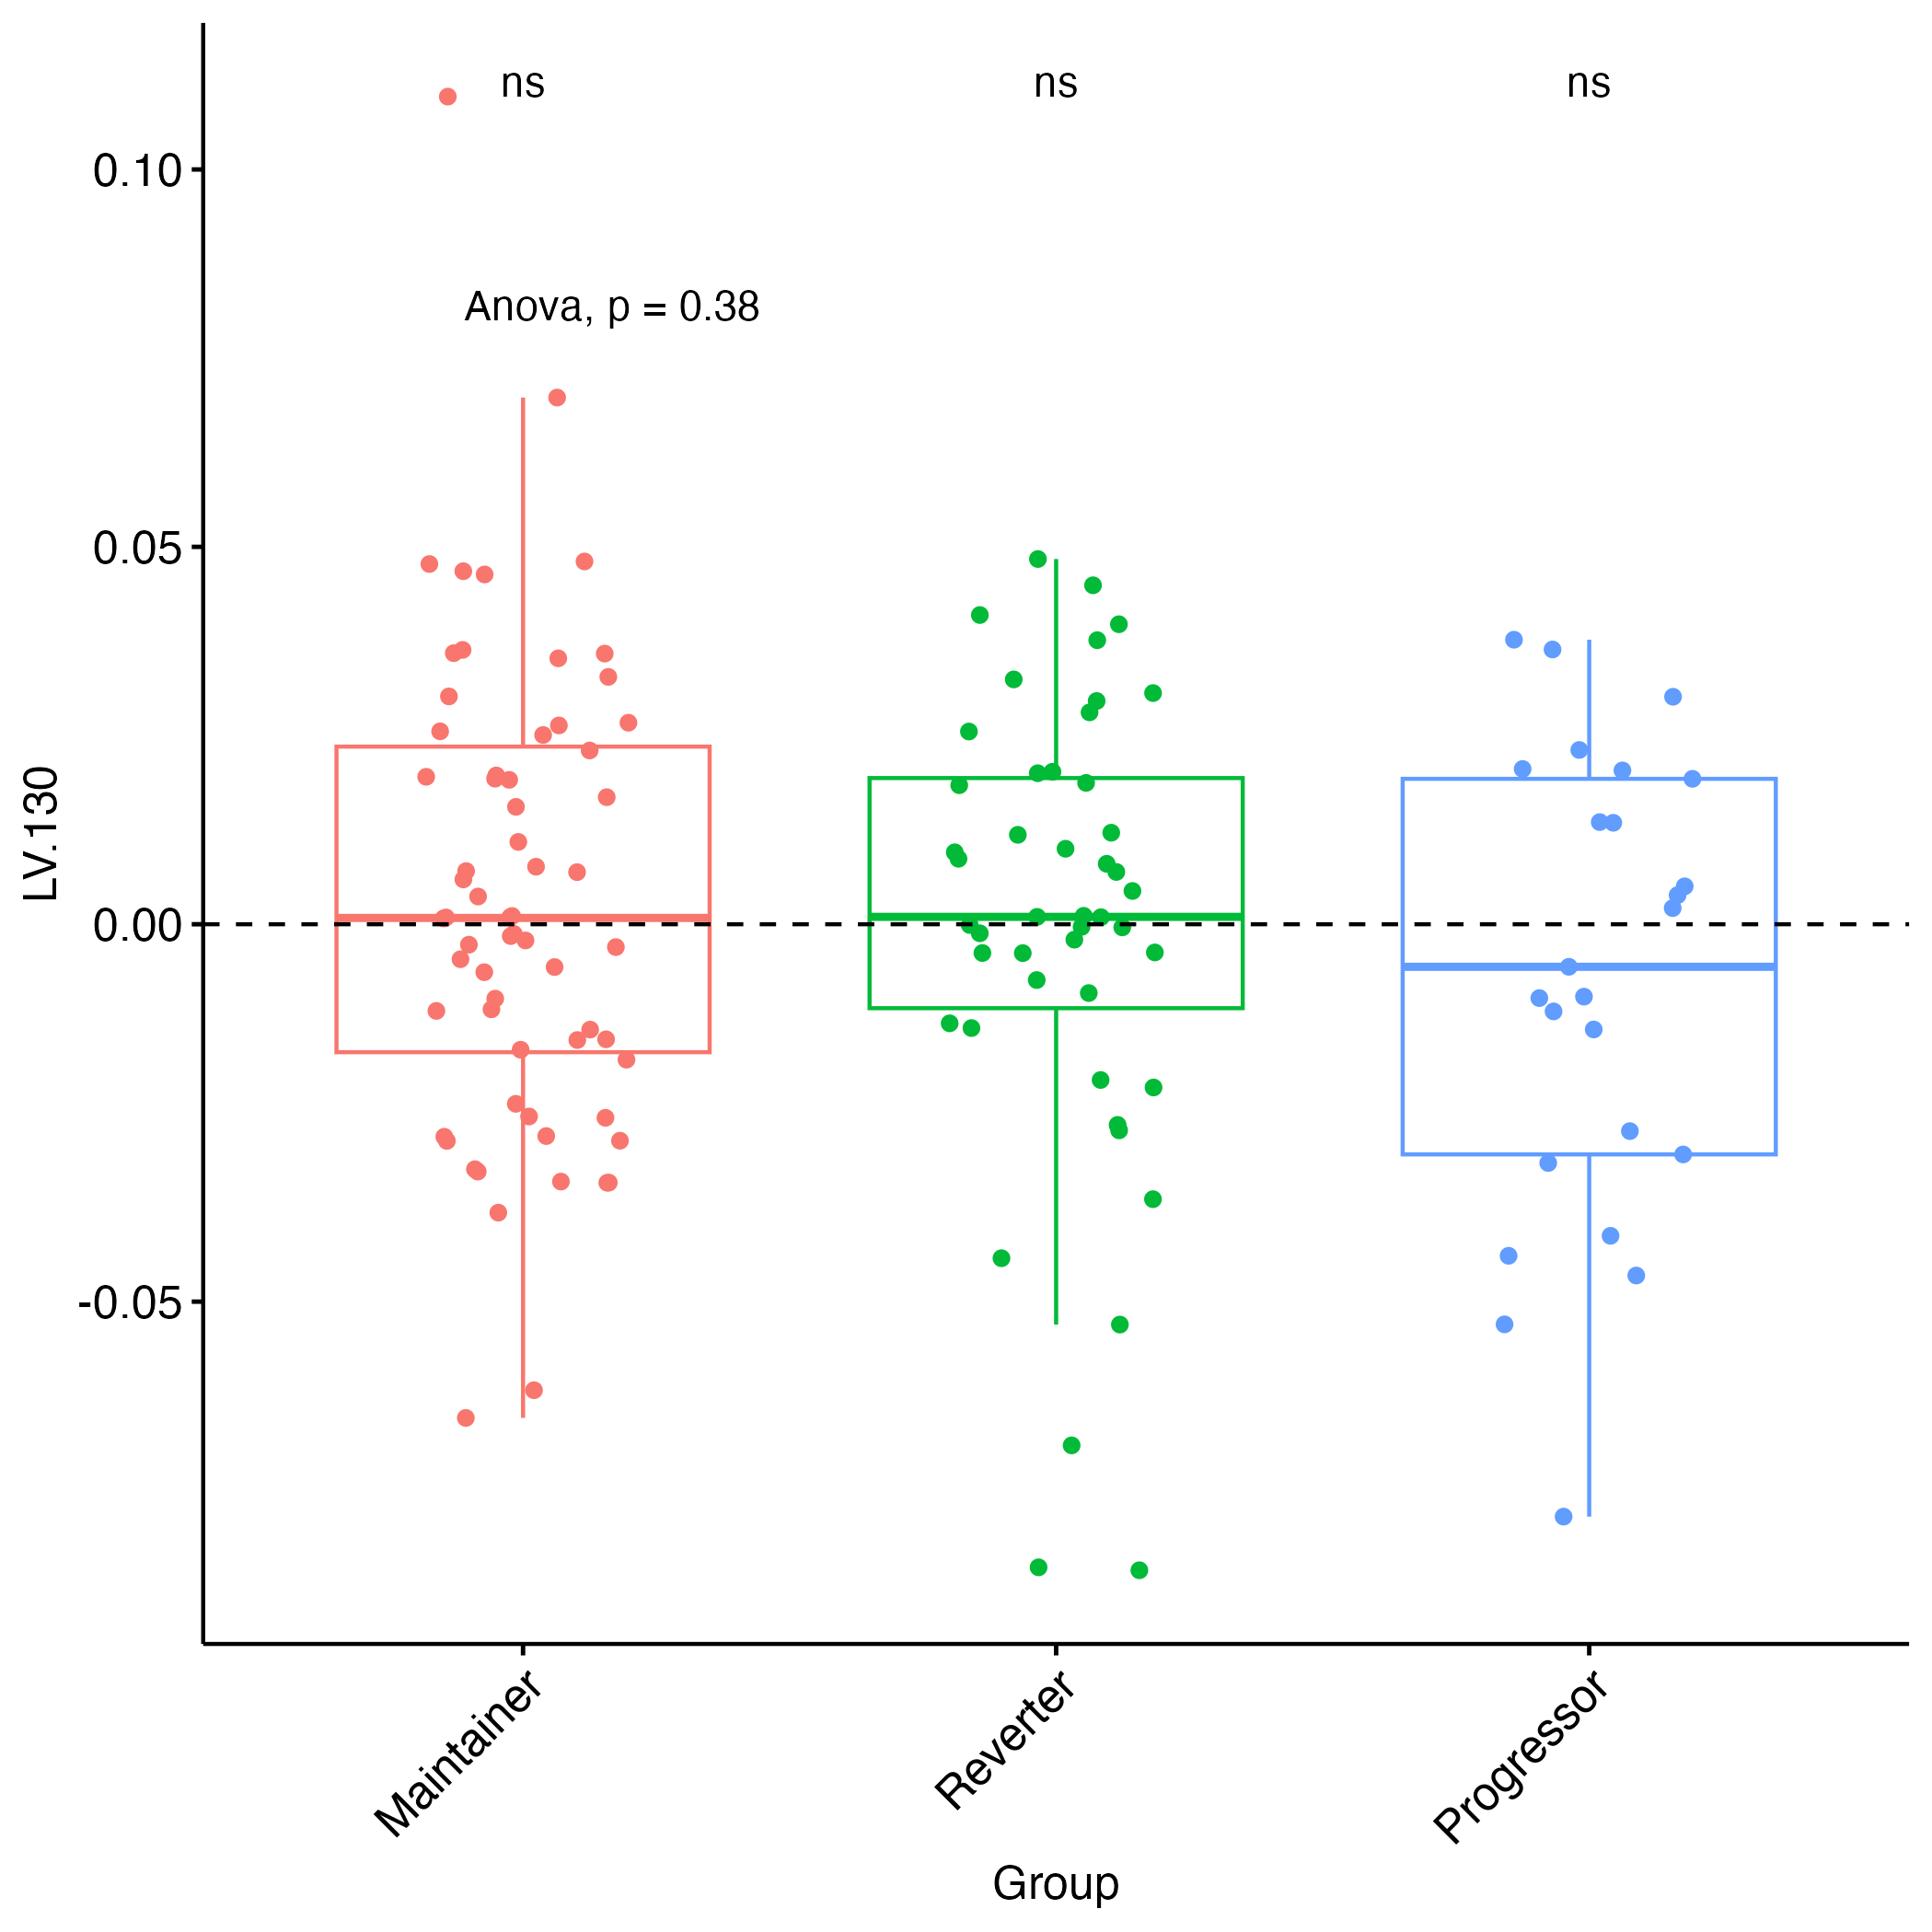 ns ns ns
0.10
Anova, p = 0.38
0.05
LV.130
0.00
-0.05
Maintainer Reverter Progressor
Group